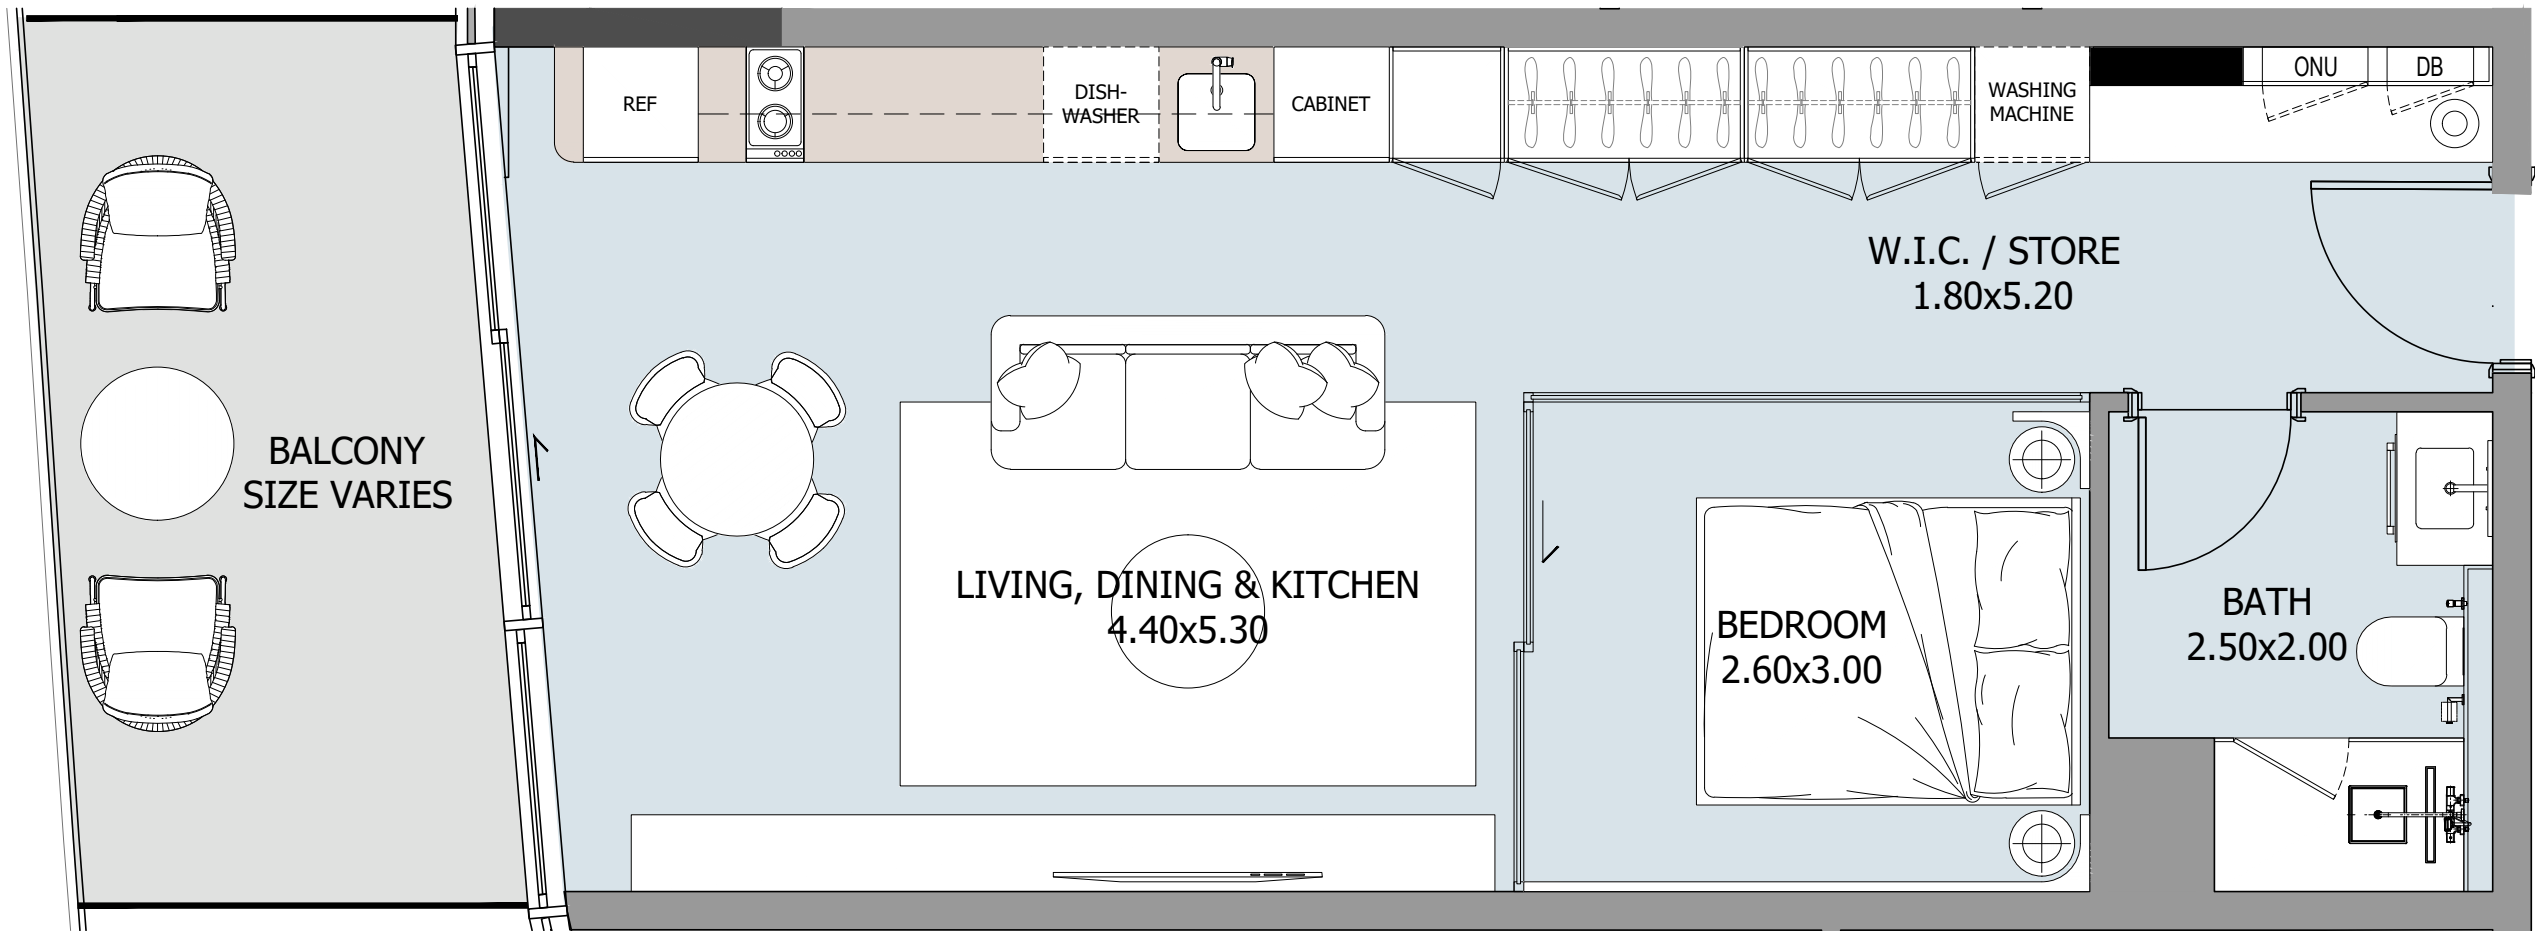 REF
DISH-
WASHER
CABINET
WASHING
MACHINE
ONU
DB
W.I.C. / STORE
1.80x5.20
BALCONY
SIZE VARIES
LIVING, DINING & KITCHEN
4.40x5.30
BEDROOM
2.60x3.00
BATH
2.50x2.00